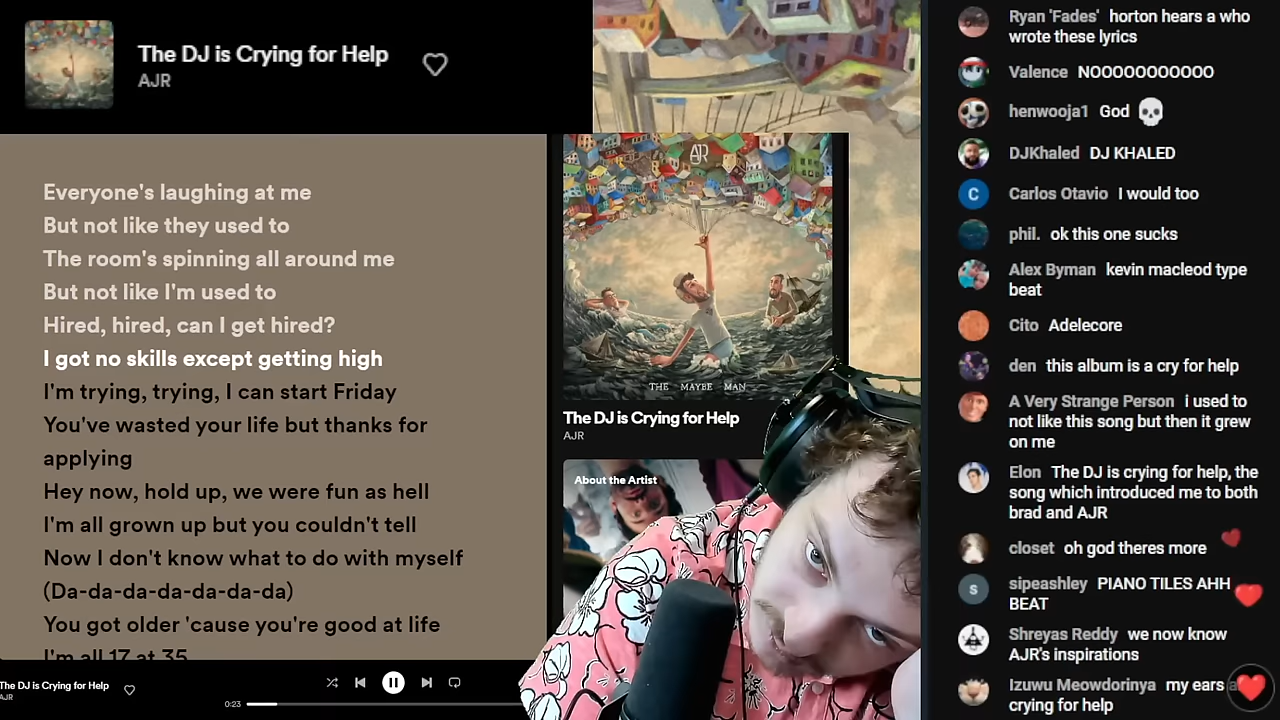 The DJ is Crying for Help
AJR
Everyone's laughing at me
But not like they used to
The room's spinning all around me
But not like I'm used to
Hired, hired, can I get hired?
I got no skills except getting high
I'm trying, trying, I can start Friday
You've wasted your life but thanks for
applying
Hey now, hold up, we were fun as hell
I'm all grown up but you couldn't tell
Now I don't know what to do with myself
(Da-da-da-da-da-da-da)
You got older 'cause you're good at life
I'm all 17 at 35
The DJ is Crying for Help
AJR
0:23
AJR
THE MAYBE MAN
The DJ is Crying for Help
AJR
About the Artist
Ryan 'Fades' horton hears a who
wrote these lyrics
Valence NOOOOOOOOOOO
henwooja1 God
DJKhaled DJ KHALED
C
Carlos Otavio I would too
phil. ok this one sucks
Alex Byman kevin macleod type
beat
Cito Adelecore
den this album is a cry for help
A Very Strange Person i used to
not like this song but then it grew
on me
Elon The DJ is crying for help, the
song which introduced me to both
brad and AJR
closet oh god theres more
s
sipeashley PIANO TILES AHH
BEAT
Shreyas Reddy we now know
AJR's inspirations
Izuwu Meowdorinya my ears
crying for help